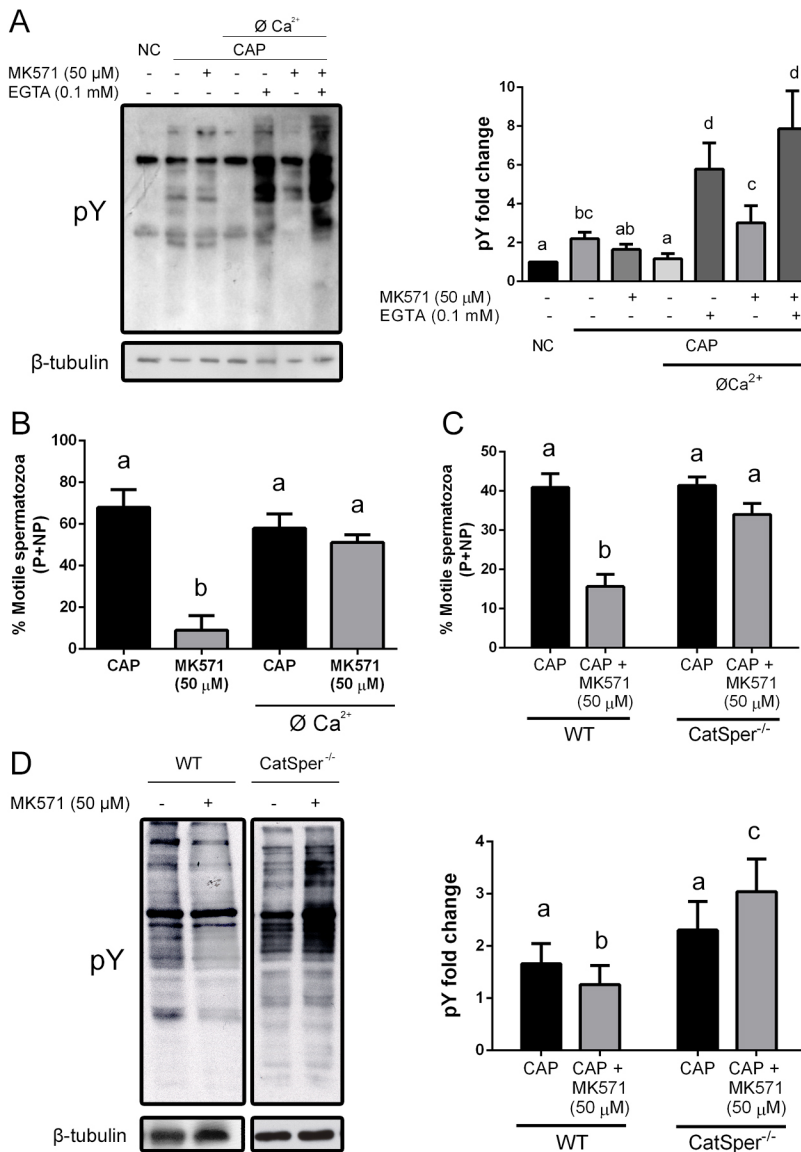 A
Ø Ca²⁺
NC CAP
MK571 (50 µM) - - + - - + +
EGTA (0.1 mM) - - - - + - +
pY
β-tubulin
pY fold change
10
8
6
4
2
0
a bc ab a d c d
MK571 (50 µM) - - + - - + +
EGTA (0.1 mM) - - - - + - +
NC CAP
ØCa²⁺
B
% Motile spermatozoa
(P+NP)
100
80
60
40
20
0
a b a a
CAP MK571 (50 µM) CAP MK571 (50 µM)
Ø Ca²⁺
C
% Motile spermatozoa
(P+NP)
50
40
30
20
10
0
a b a a
CAP CAP + MK571 (50 µM) CAP CAP + MK571 (50 µM)
WT CatSper⁻/⁻
D
WT CatSper⁻/⁻
MK571 (50 µM) - + - +
pY
β-tubulin
pY fold change
4
3
2
1
0
a b a c
CAP CAP + MK571 (50 µM) CAP CAP + MK571 (50 µM)
WT CatSper⁻/⁻